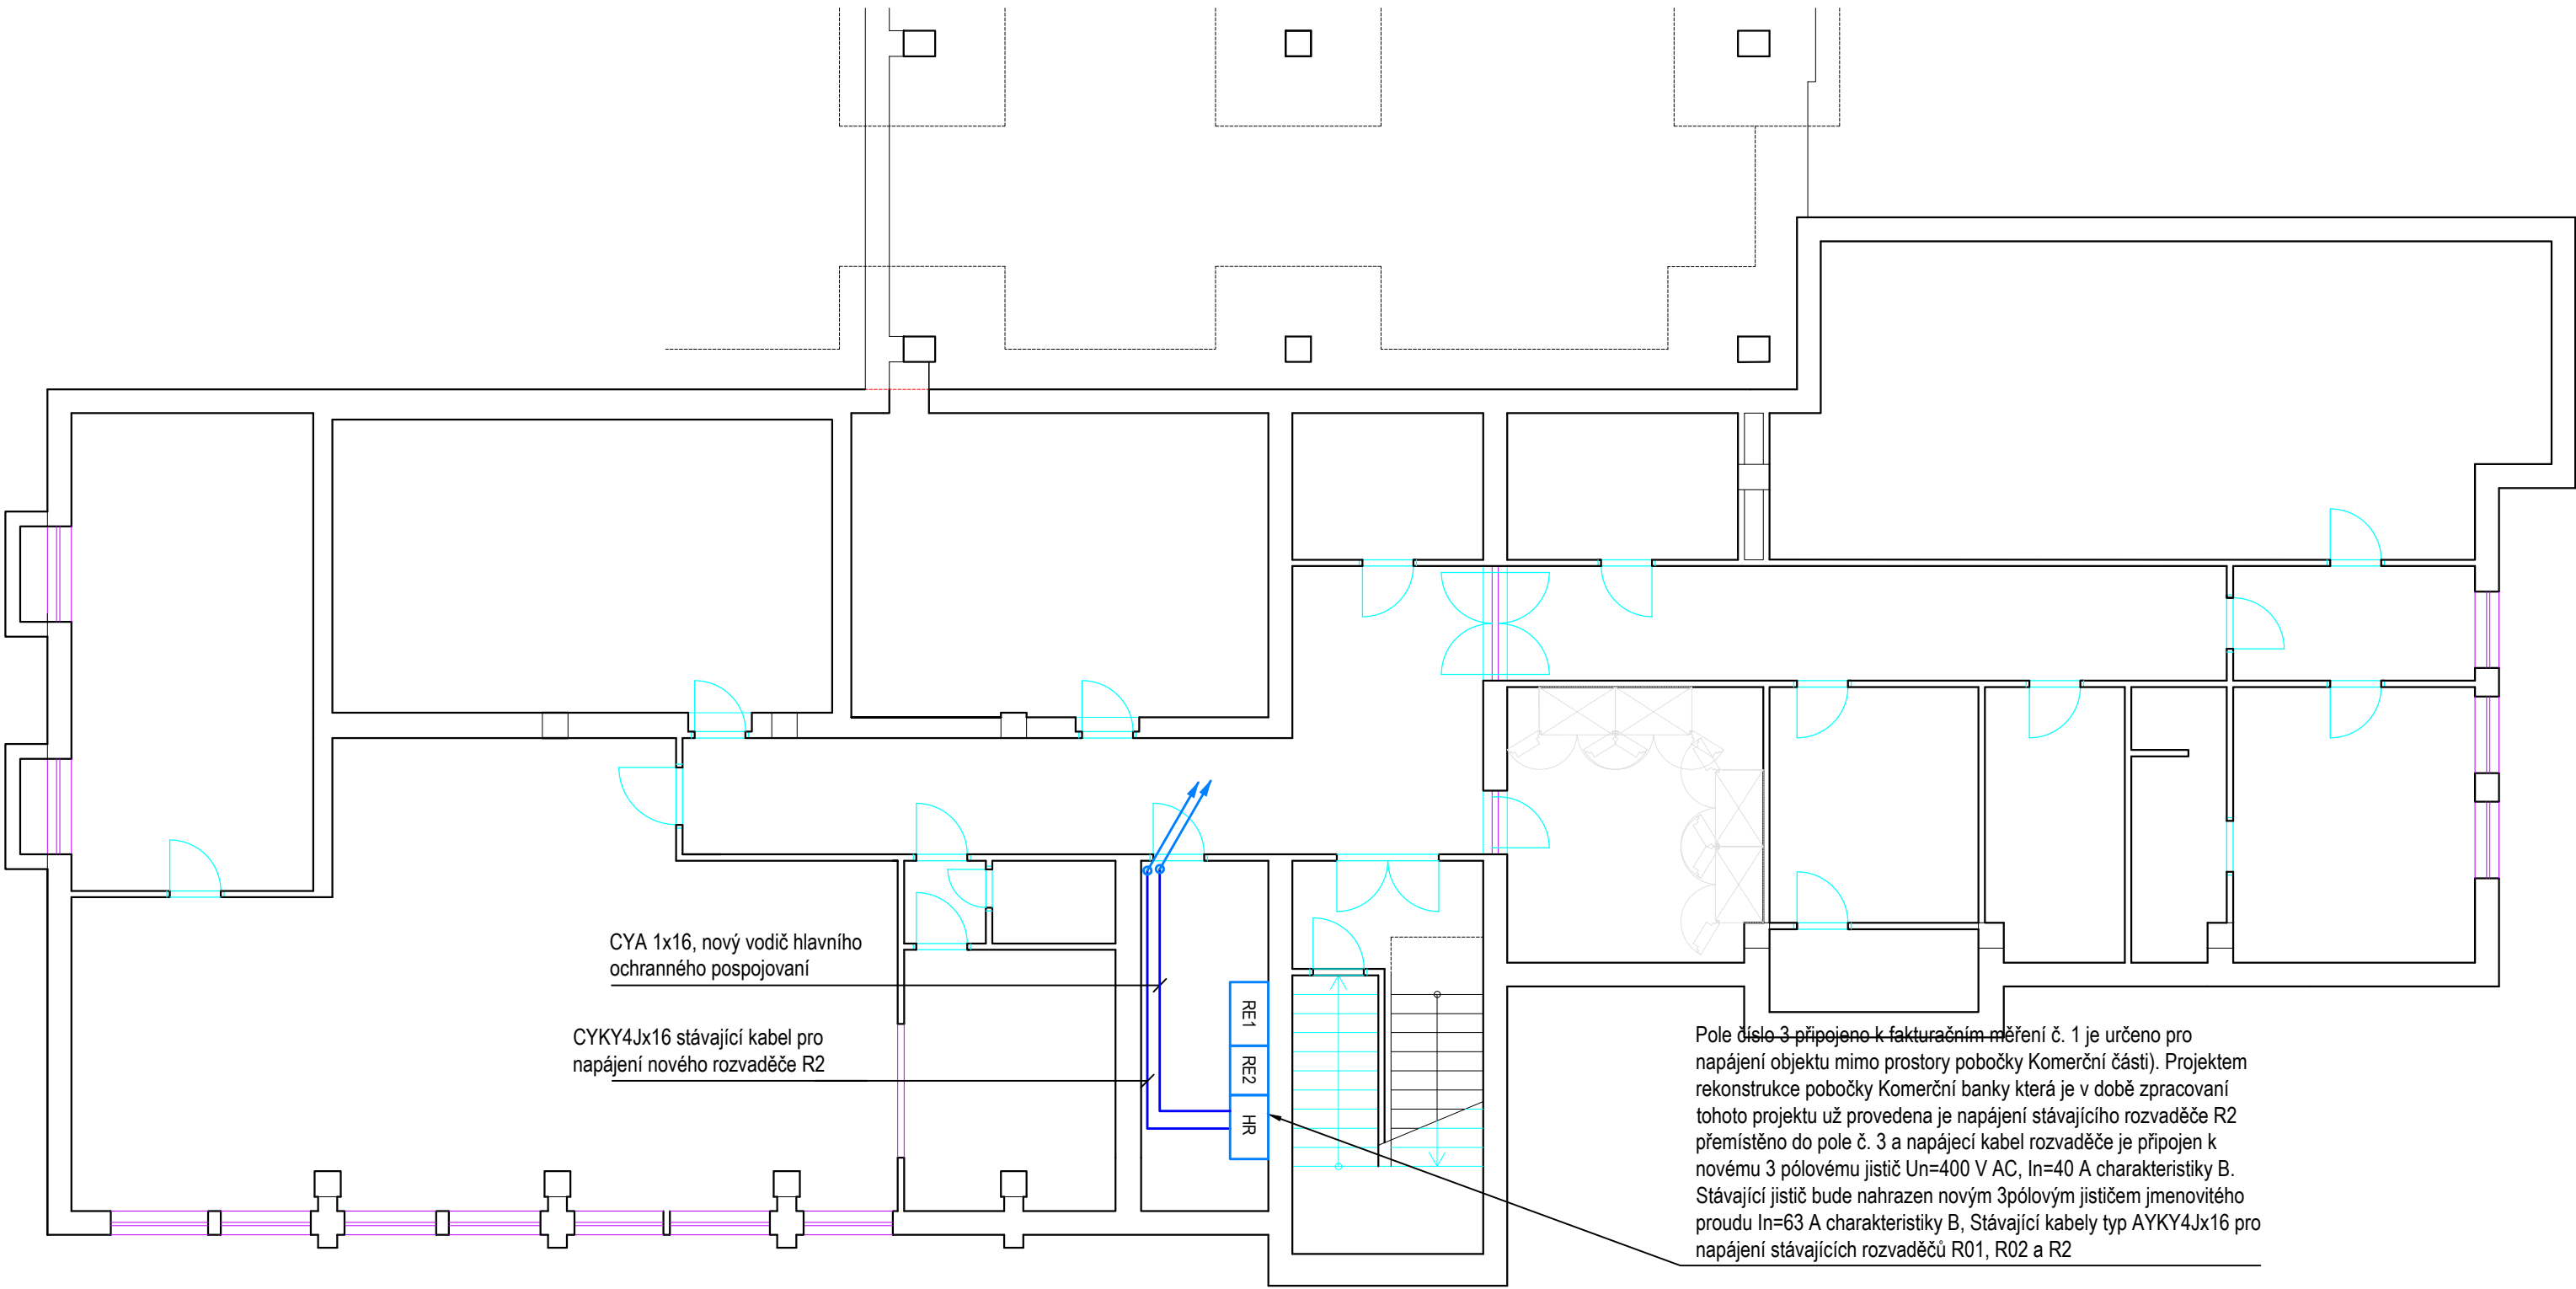 CYA 1x16, nový vodič hlavního
ochranného pospojovaní
CYKY4Jx16 stávající kabel pro
napájení nového rozvaděče R2
RE1
RE2
HR
Pole číslo 3 připojeno k fakturačním měření č. 1 je určeno pro
napájení objektu mimo prostory pobočky Komerční části). Projektem
rekonstrukce pobočky Komerční banky která je v době zpracovaní
tohoto projektu už provedena je napájení stávajícího rozvaděče R2
přemístěno do pole č. 3 a napájecí kabel rozvaděče je připojen k
novému 3 pólovému jistič Un=400 V AC, In=40 A charakteristiky B.
Stávající jistič bude nahrazen novým 3pólovým jističem jmenovitého
proudu In=63 A charakteristiky B, Stávající kabely typ AYKY4Jx16 pro
napájení stávajících rozvaděčů R01, R02 a R2